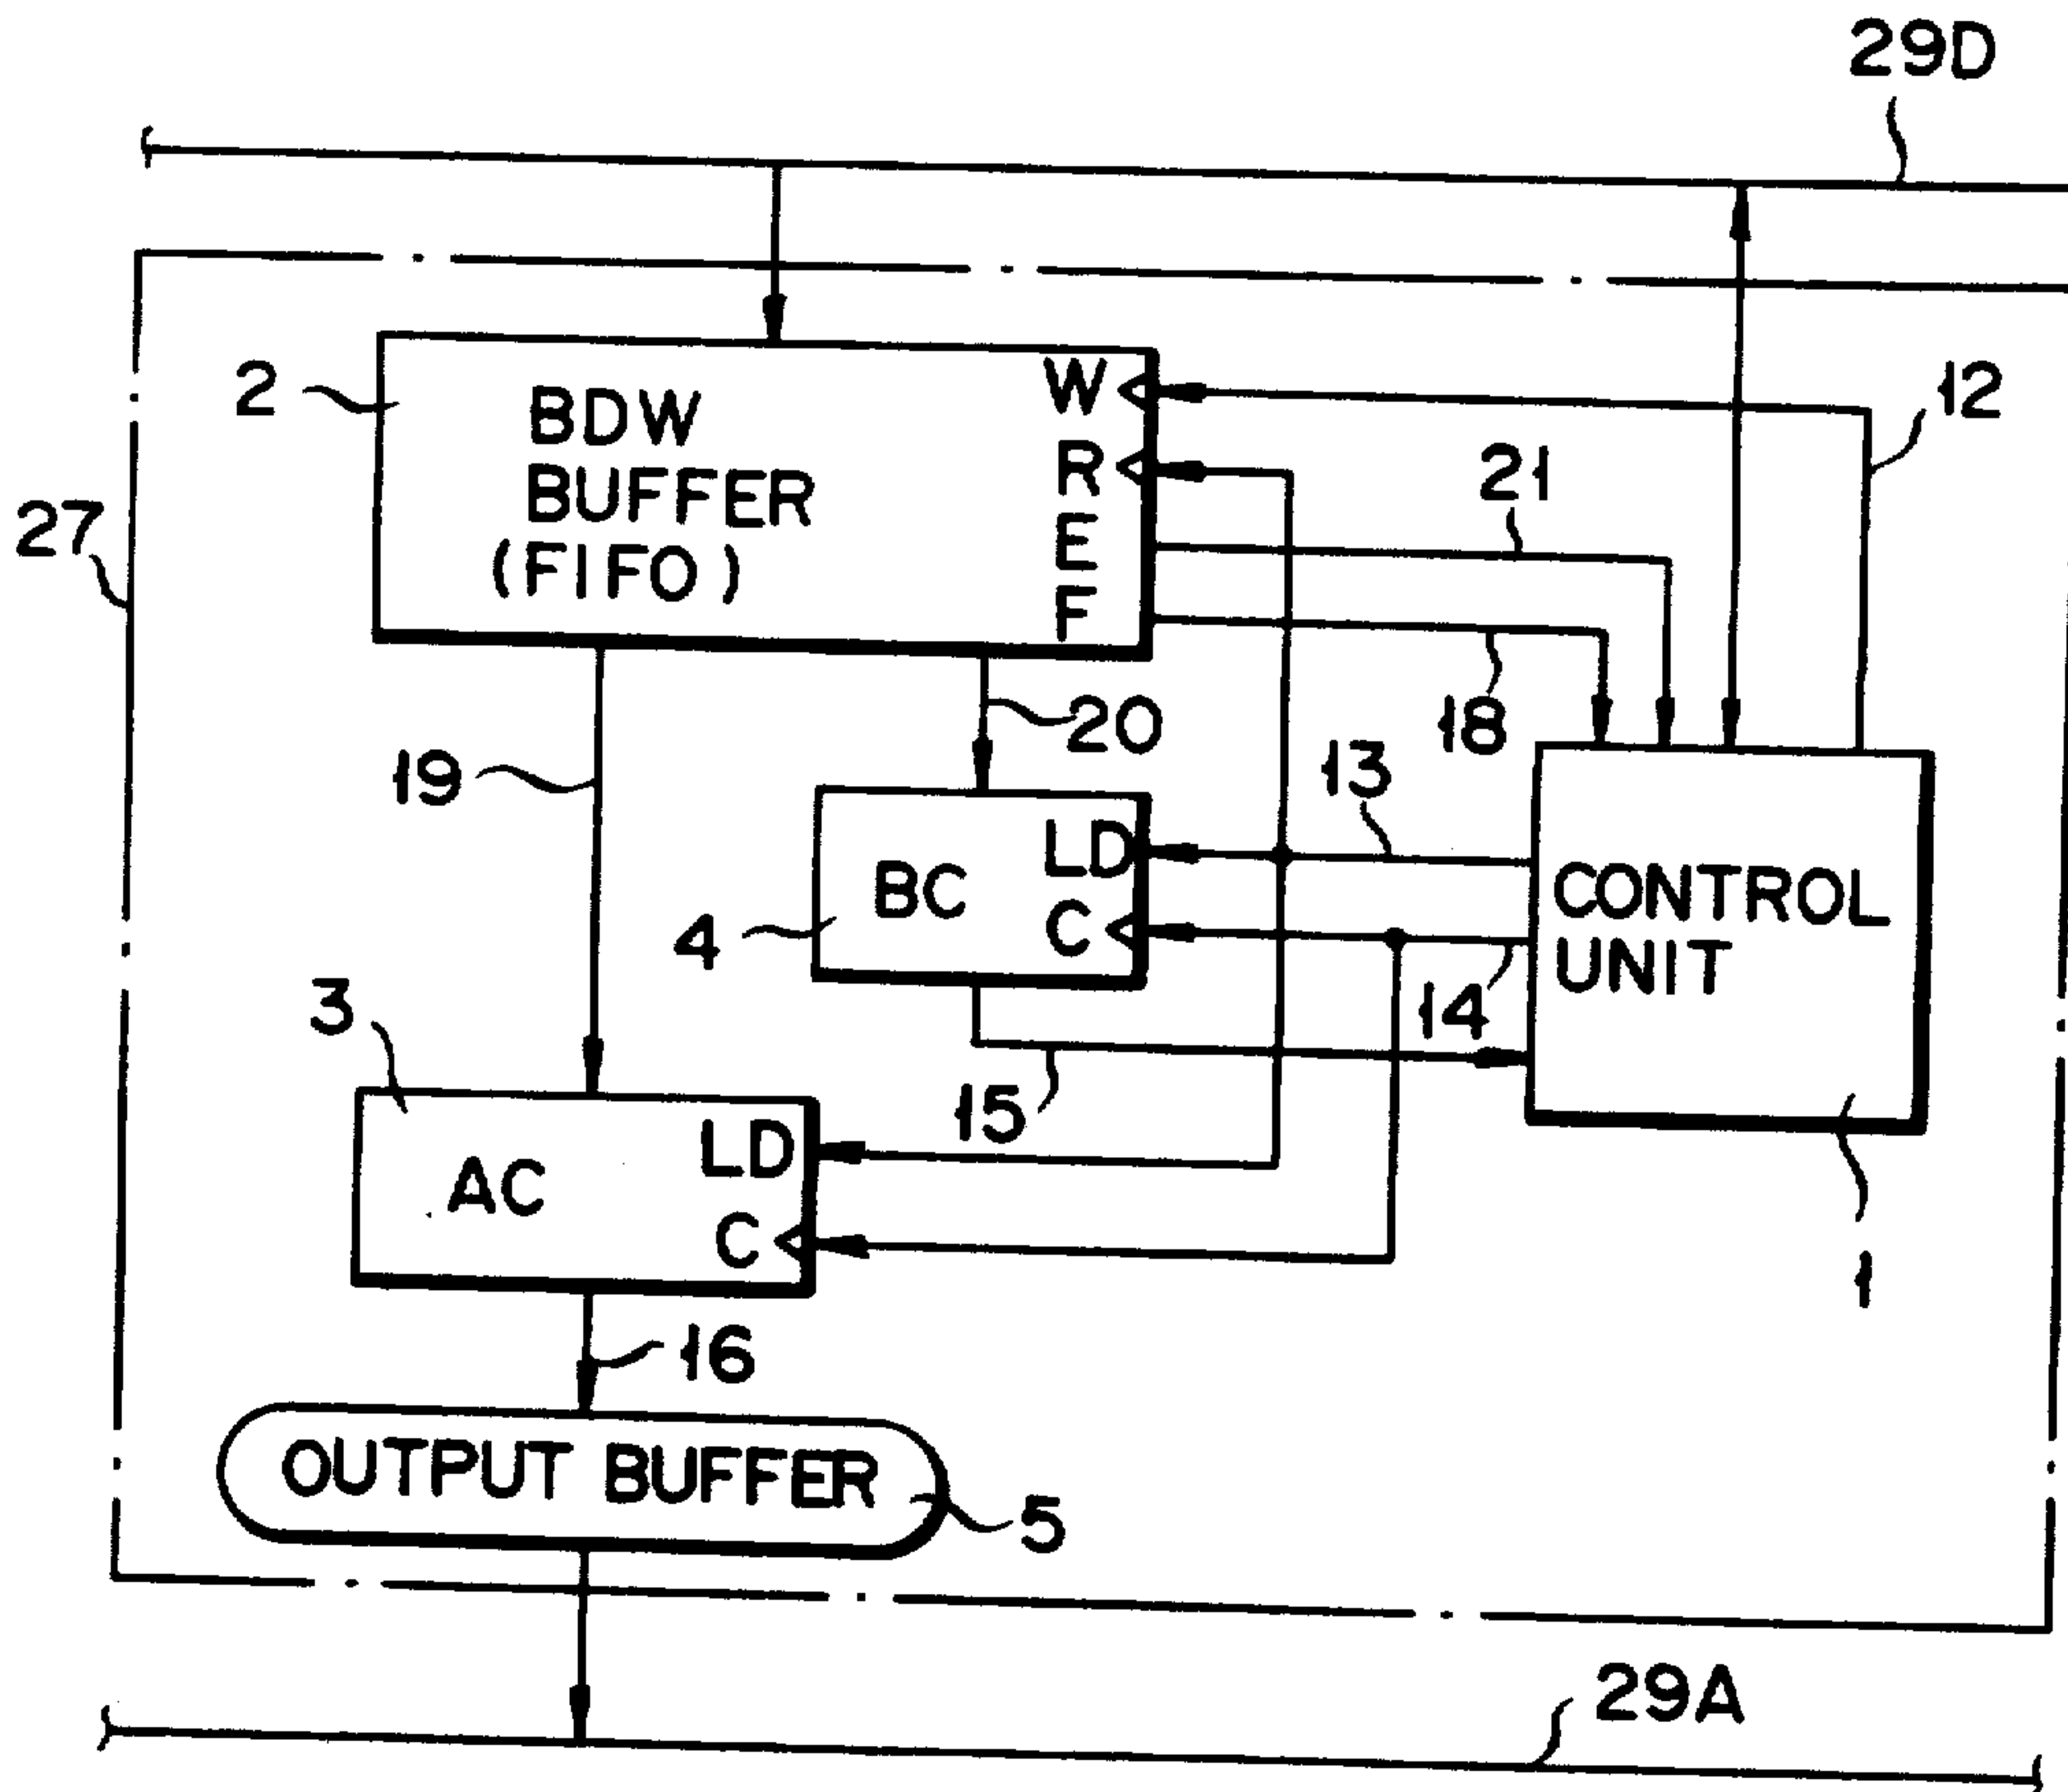 29D
2
BDW
BUFFER
(FIFO)
W
R
E
F
12
21
27
18
20
19
13
BC
LD
C
4
CONTROL
UNIT
14
3
15
AC
LD
C
1
16
OUTPUT BUFFER
5
29A